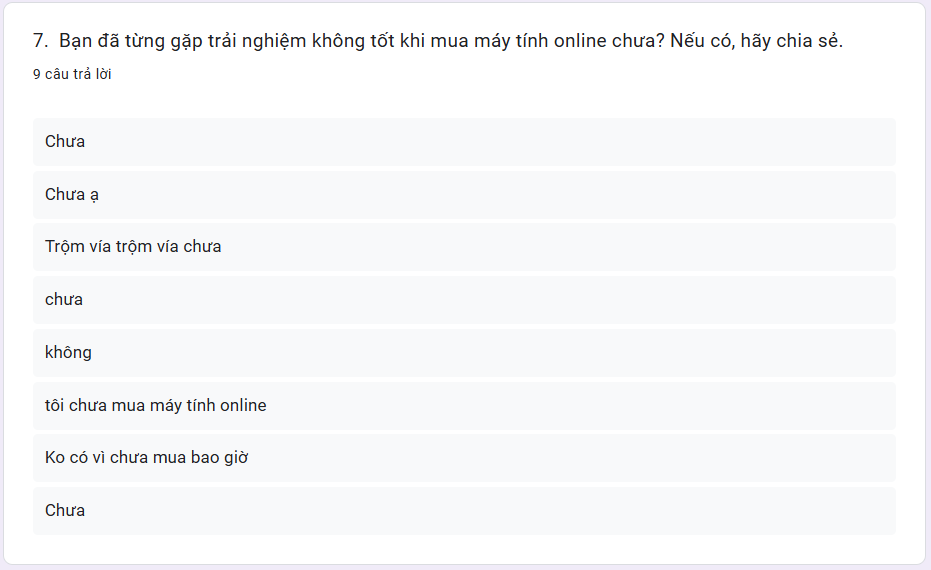 7. Bạn đã từng gặp trải nghiệm không tốt khi mua máy tính online chưa? Nếu có, hãy chia sẻ.
9 câu trả lời
Chưa
Chưa ạ
Trộm vía trộm vía chưa
chưa
không
tôi chưa mua máy tính online
Ko có vì chưa mua bao giờ
Chưa